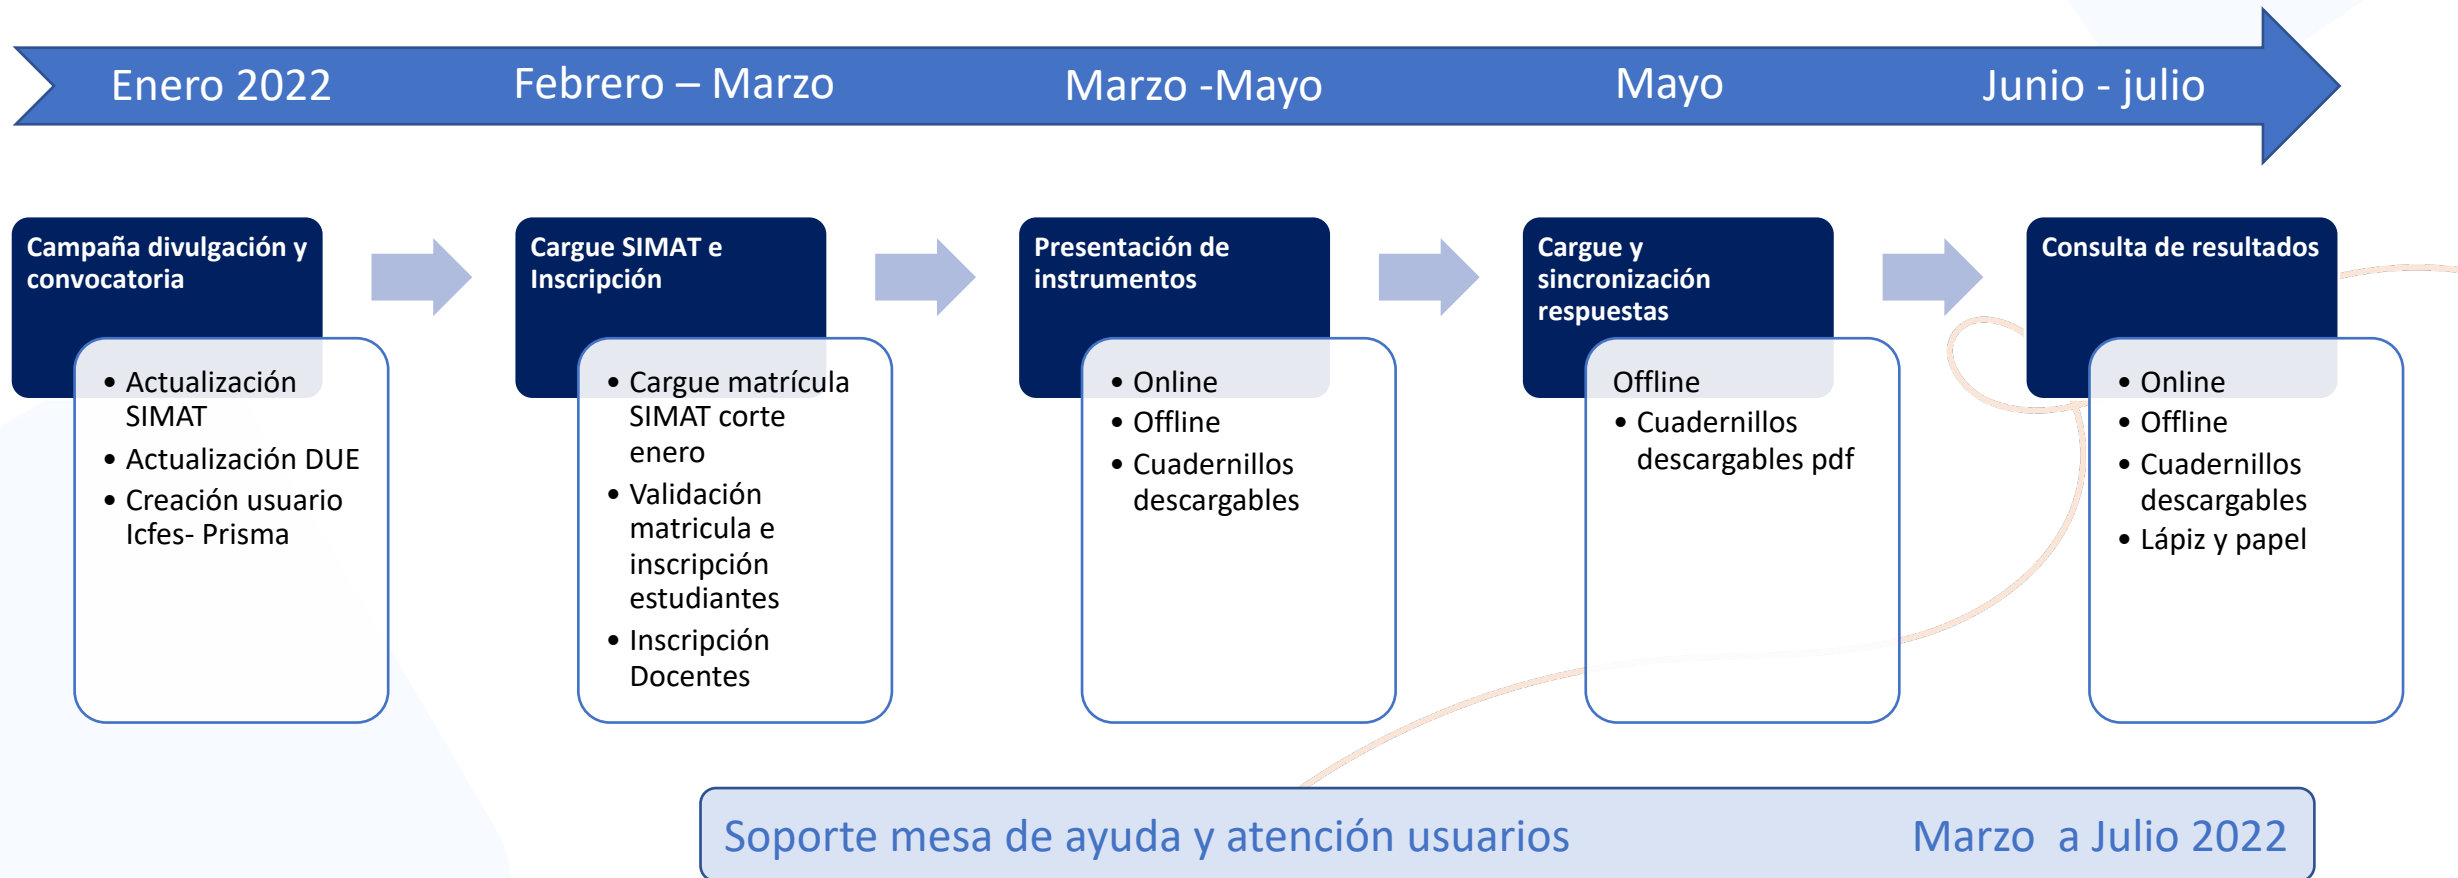 Enero 2022
Febrero – Marzo
Marzo -Mayo
Mayo
Junio - julio
Campaña divulgación y
convocatoria
• Actualización
SIMAT
• Actualización DUE
• Creación usuario
Icfes- Prisma
Cargue SIMAT e
Inscripción
• Cargue matrícula
SIMAT corte
enero
• Validación
matricula e
inscripción
estudiantes
• Inscripción
Docentes
Presentación de
instrumentos
• Online
• Offline
• Cuadernillos
descargables
Cargue y
sincronización
respuestas
Offline
• Cuadernillos
descargables pdf
Consulta de resultados
• Online
• Offline
• Cuadernillos
descargables
• Lápiz y papel
Soporte mesa de ayuda y atención usuarios
Marzo  a Julio 2022